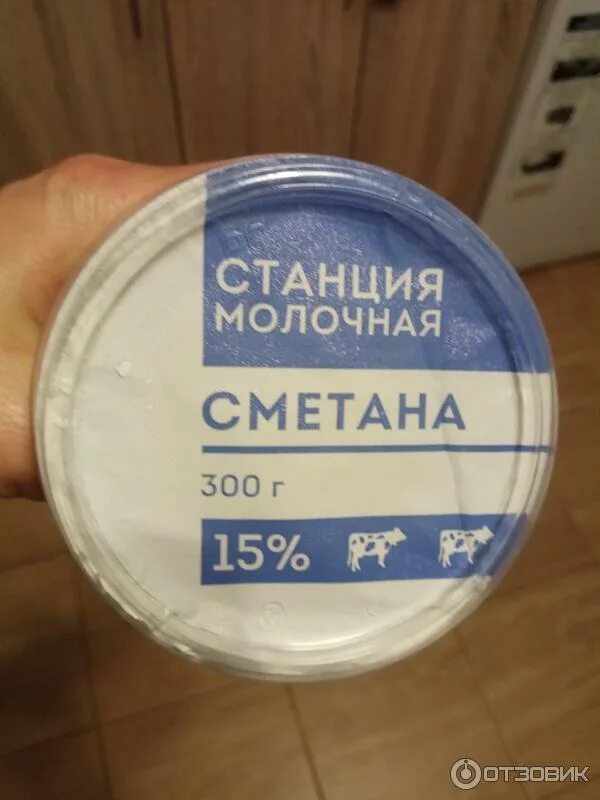 СТАНЦИЯ
МОЛОЧНАЯ
СМЕТАНА
300 г
15%
ОТЗОВИК